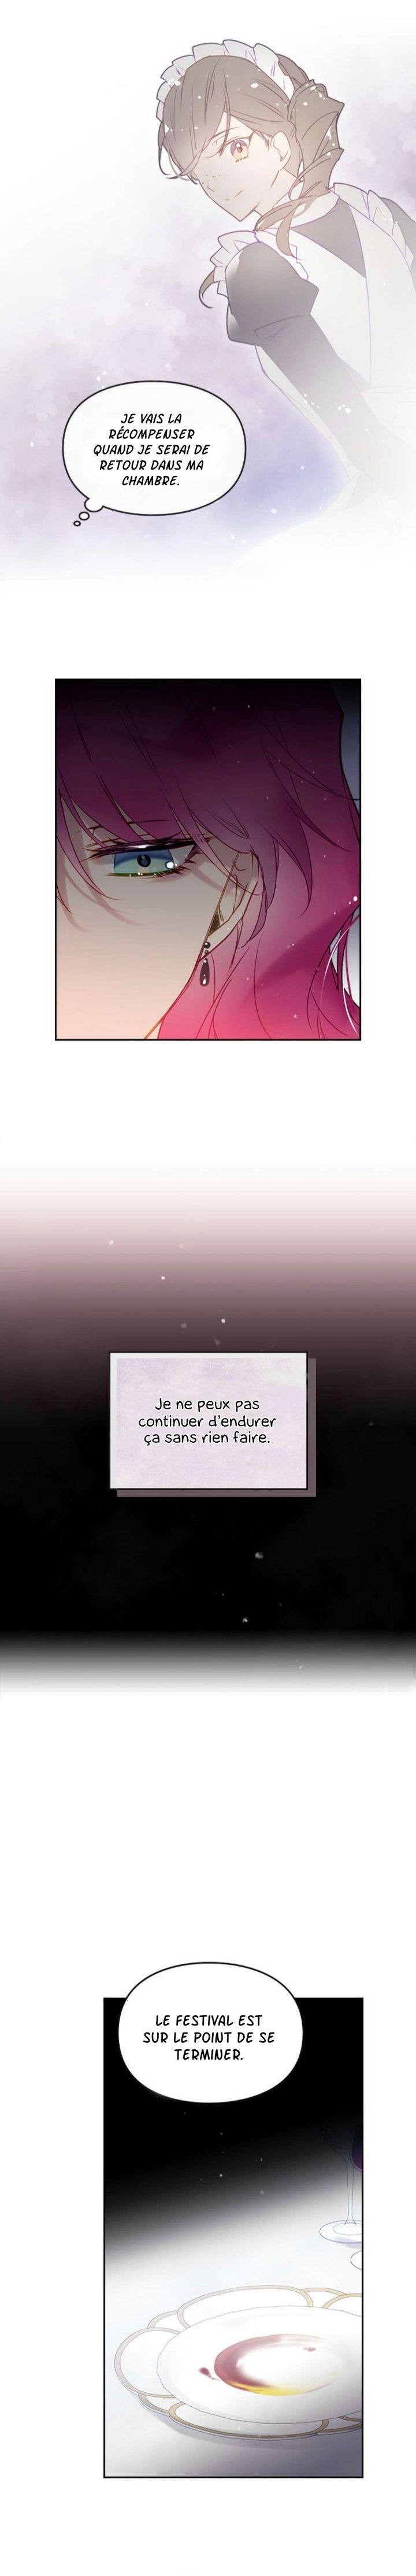 JE VAIS LA
RÉCOMPENSER
QUAND JE SERAI DE
RETOUR DANS MA
CHAMBRE.
Je ne peux pas
continuer d'endurer
ça sans rien faire.
LE FESTIVAL EST
SUR LE POINT DE SE
TERMINER.